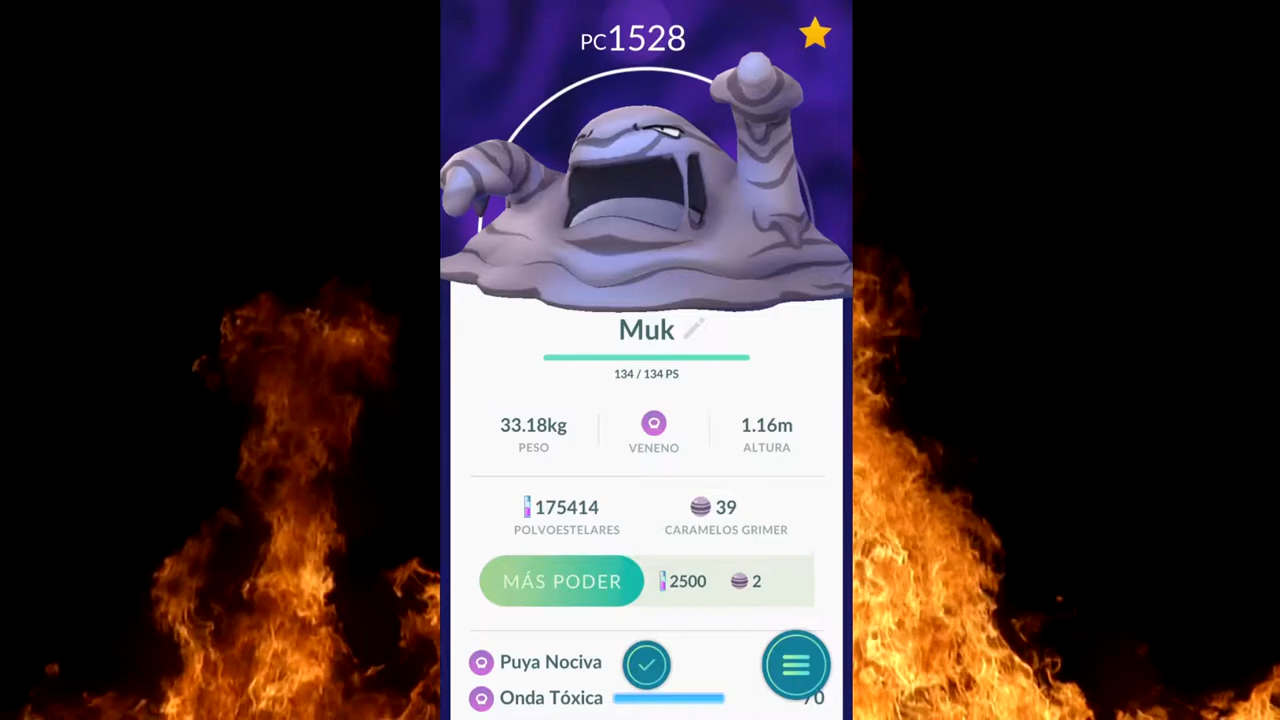 PC1528
Muk
134 / 134 PS
33.18kg
PESO
VENENO
1.16m
ALTURA
175414
POLVOESTELARES
39
CARAMELOS GRIMER
MÁS PODER
2500
2
Puya Nociva
Onda Tóxica
70